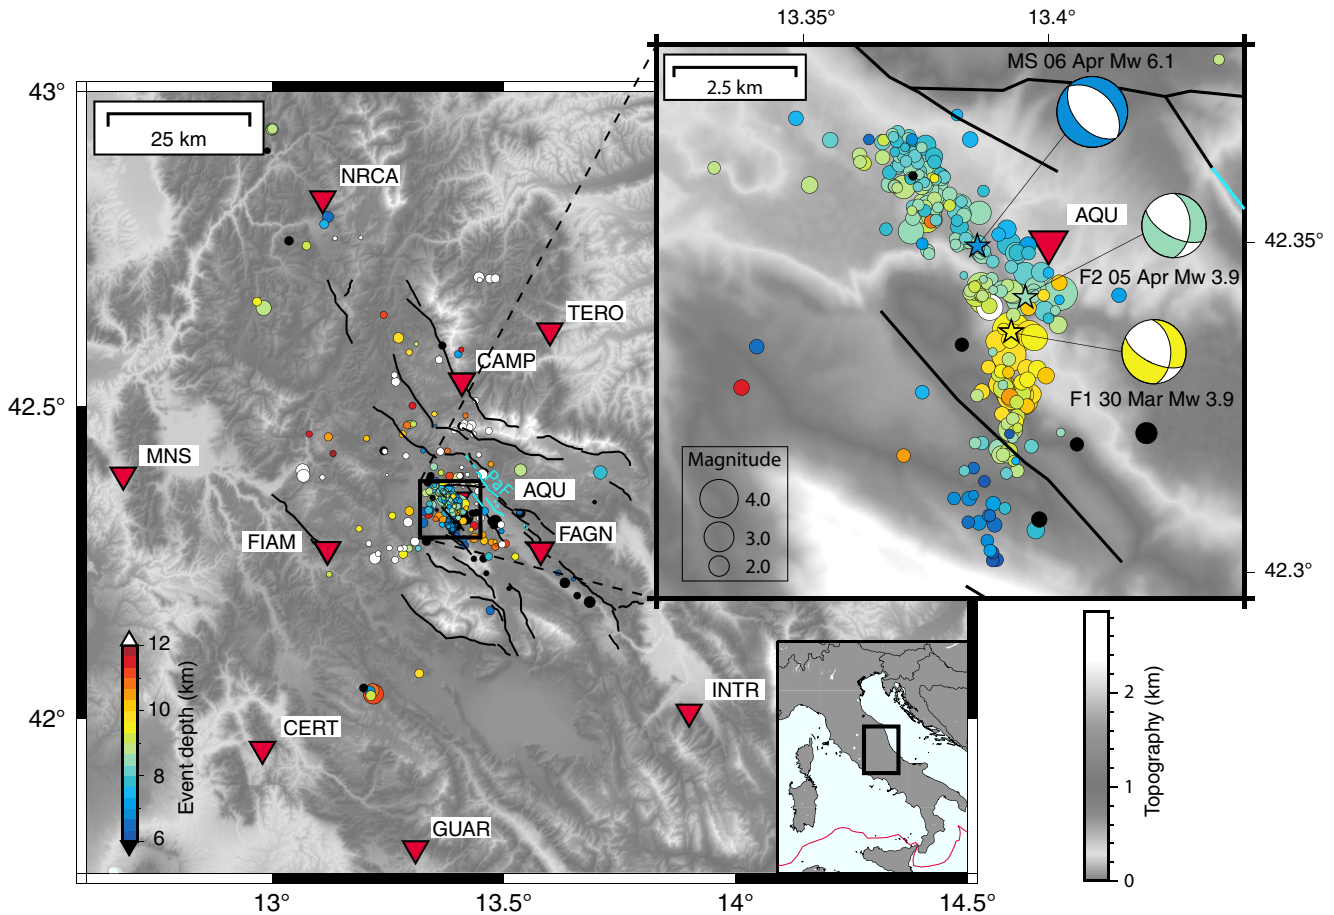 13.35°
13.4°
43°
25 km
2.5 km
MS 06 Apr Mw 6.1
NRCA
AQU
42.35°
F2 05 Apr Mw 3.9
TERO
CAMP
42.5°
F1 30 Mar Mw 3.9
MNS
PaF
AQU
Magnitude
4.0
3.0
2.0
FIAM
FAGN
42.3°
12
10
8
6
Event depth (km)
INTR
42°
CERT
GUAR
2
1
0
Topography (km)
13°
13.5°
14°
14.5°